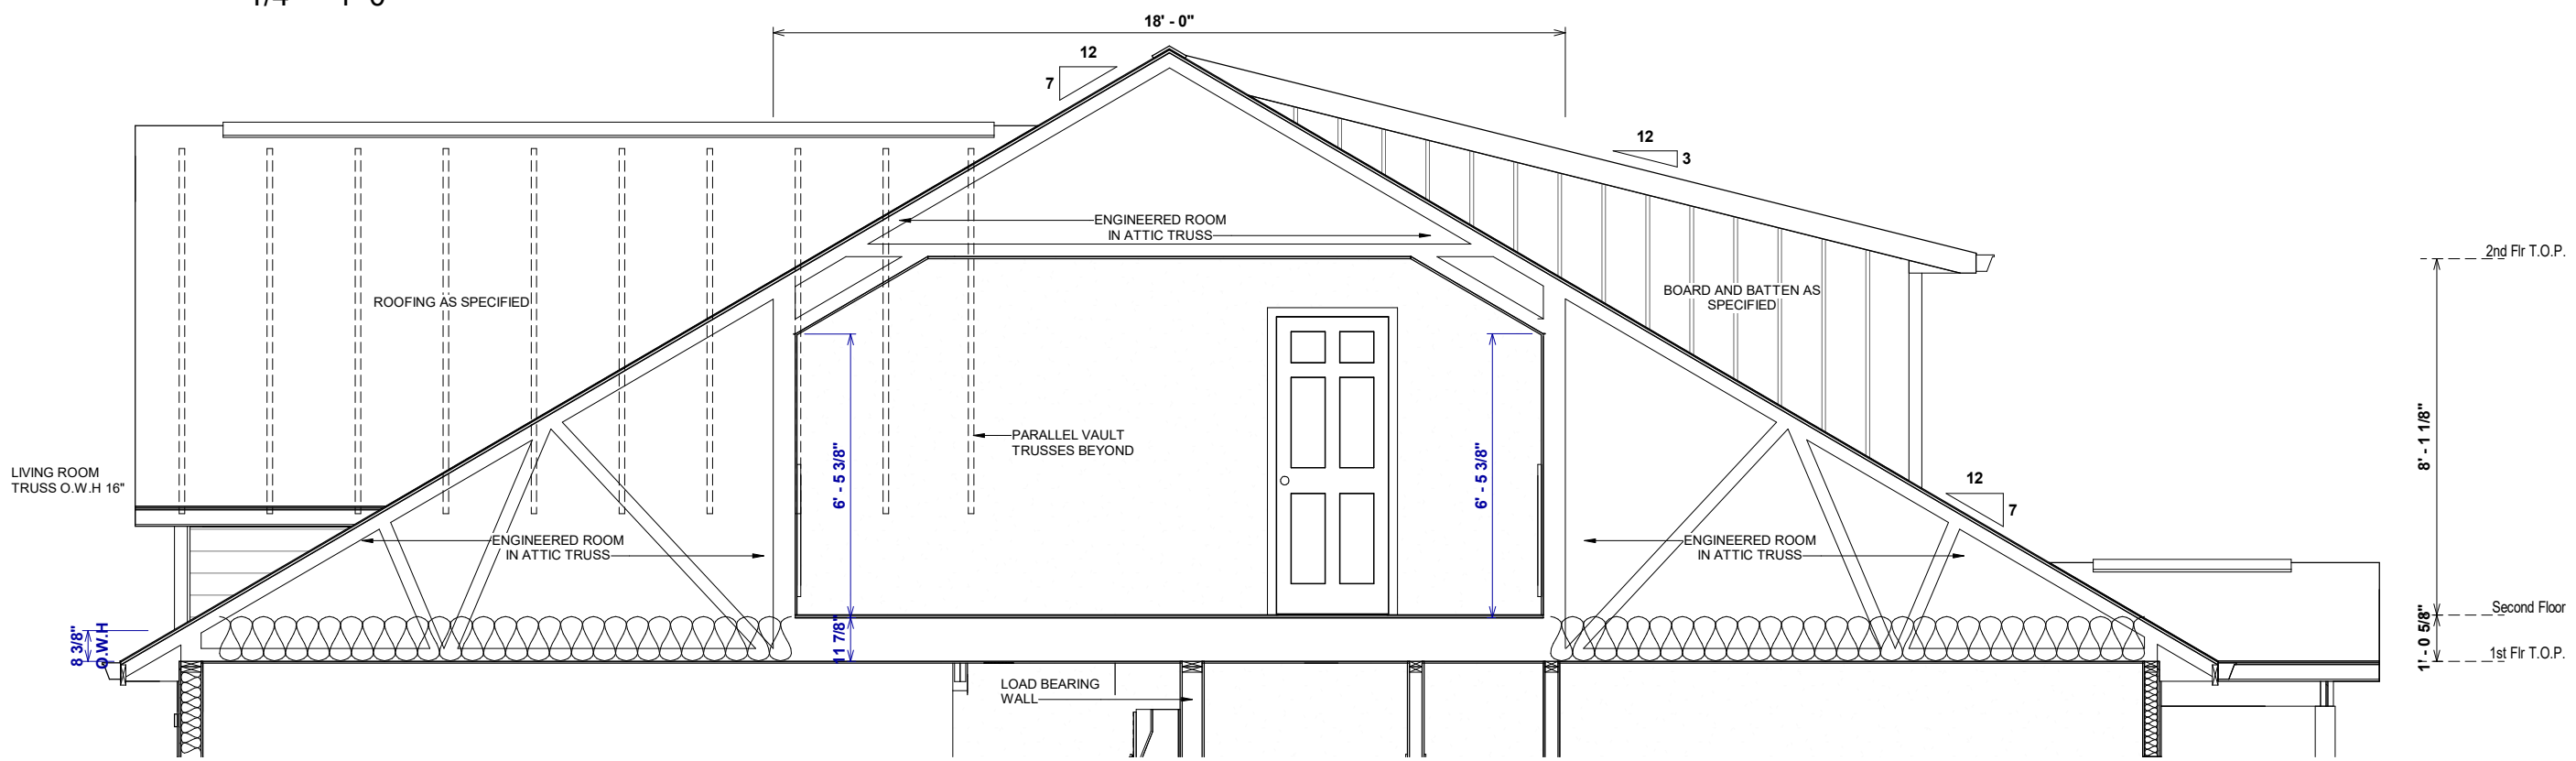 18' - 0"
12
7
12
3
ENGINEERED ROOM
IN ATTIC TRUSS
2nd Flr T.O.P.
ROOFING AS SPECIFIED
BOARD AND BATTEN AS
SPECIFIED
PARALLEL VAULT
TRUSSES BEYOND
6' - 5 3/8"
6' - 5 3/8"
8' - 1 1/8"
LIVING ROOM
TRUSS O.W.H 16"
12
7
ENGINEERED ROOM
IN ATTIC TRUSS
ENGINEERED ROOM
IN ATTIC TRUSS
Second Floor
8 3/8"
O.W.H
11 7/8"
1' - 0 5/8"
1st Flr T.O.P.
LOAD BEARING
WALL